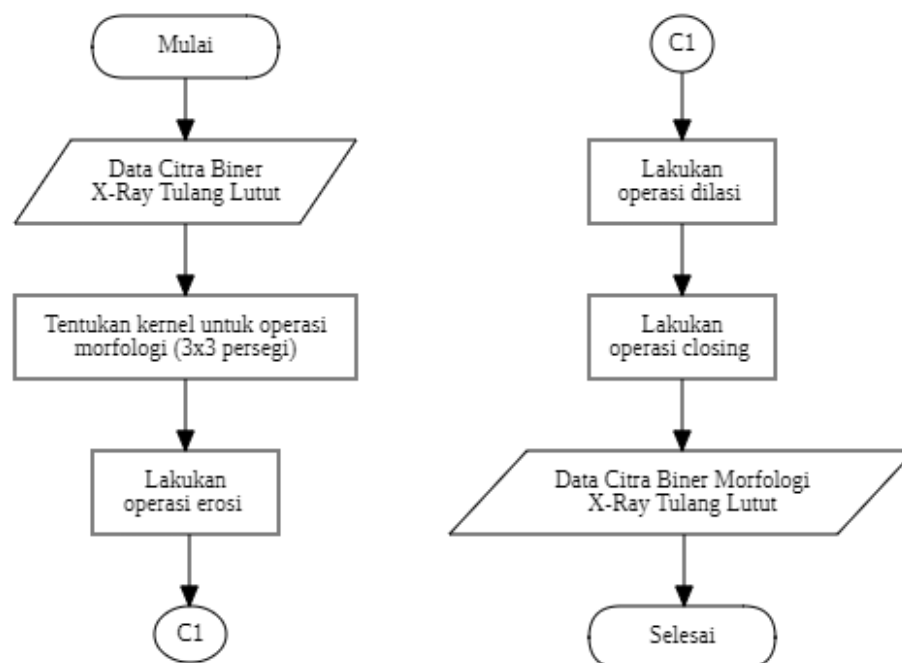 Mulai
Data Citra Biner
X-Ray Tulang Lutut
Tentukan kernel untuk operasi
morfologi (3x3 persegi)
Lakukan
operasi erosi
C1
C1
Lakukan
operasi dilasi
Lakukan
operasi closing
Data Citra Biner Morfologi
X-Ray Tulang Lutut
Selesai